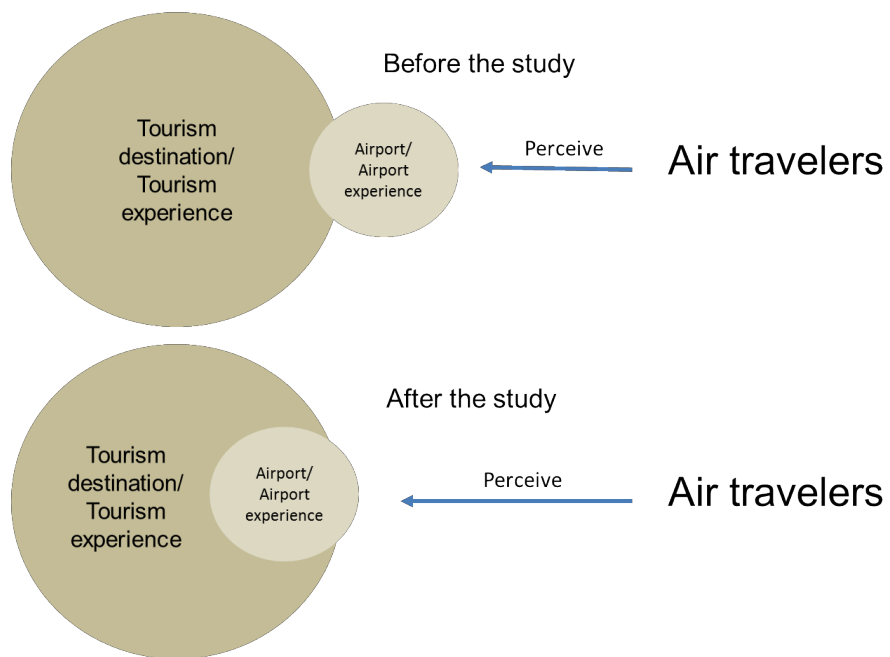 Before the study
Tourism
destination/
Tourism
experience
Airport/
Airport
experience
Perceive
Air travelers
After the study
Tourism
destination/
Tourism
experience
Airport/
Airport
experience
Perceive
Air travelers